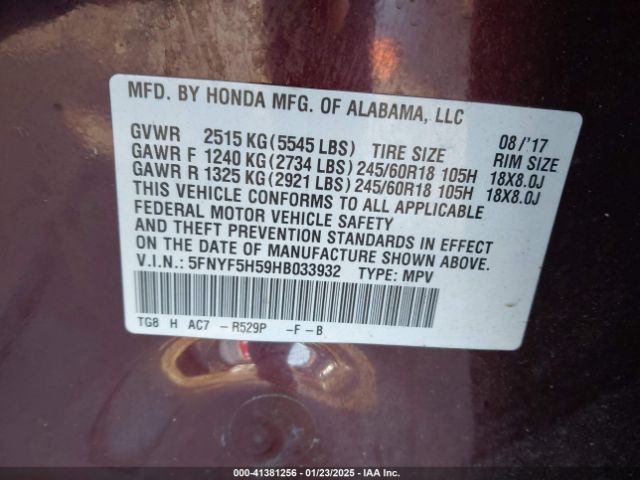 MFD. BY HONDA MFG. OF ALABAMA, LLC
GVWR 2515 KG(5545 LBS) TIRE SIZE 08/'17 RIM SIZE
GAWR F 1240 KG(2734 LBS) 245/60R18 105H 18X8.0J
GAWR R 1325 KG(2921 LBS) 245/60R18 105H 18X8.0J
THIS VEHICLE CONFORMS TO ALL APPLICABLE
FEDERAL MOTOR VEHICLE SAFETY
AND THEFT PREVENTION STANDARDS IN EFFECT
ON THE DATE OF MANUFACTURE SHOWN ABOVE.
V.I.N.: 5FNYF5H59HB033932 TYPE: MPV
TG8 H AC7 -R529P -F-B
000-41381256 - 01/23/2025 - IAA Inc.